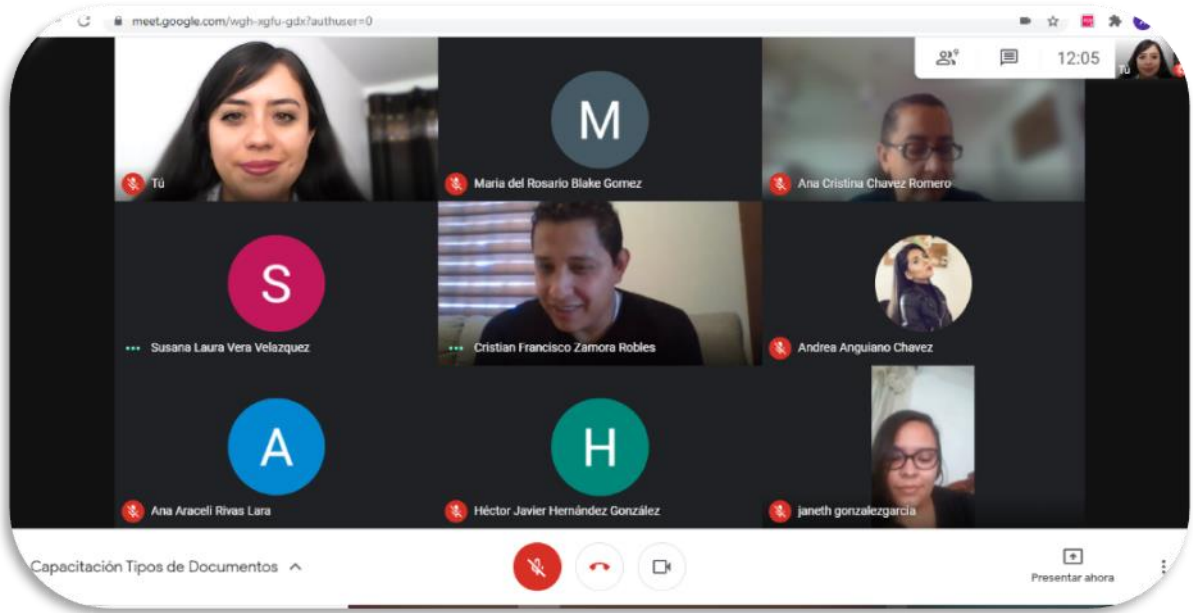 meet.google.com/wgh-xgfu-gdx?authuser=0
9
12:05
Tú
Tú
M
Maria del Rosario Blake Gomez
Ana Cristina Chavez Romero
S
Susana Laura Vera Velazquez
Cristian Francisco Zamora Robles
Andrea Anguiano Chavez
A
Ana Araceli Rivas Lara
H
Héctor Javier Hernández González
janeth gonzalezgarcia
Capacitación Tipos de Documentos
Presentar ahora